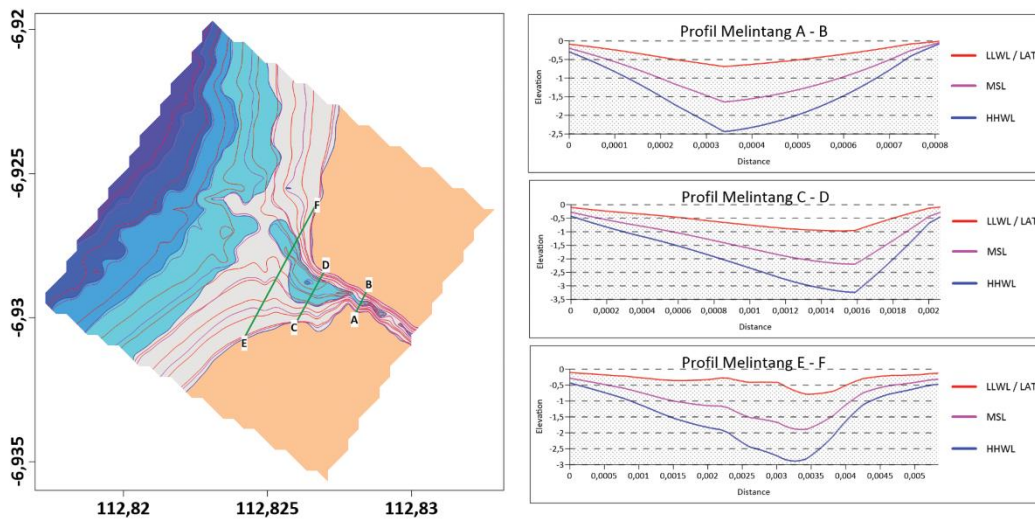 -6,92
-6,925
-6,93
-6,935
112,82
112,825
112,83
F
D
B
A
C
E
Profil Melintang A - B
Elevation
0
-0,5
-1
-1,5
-2
-2,5
0
0,0001
0,0002
0,0003
0,0004
0,0005
0,0006
0,0007
0,0008
Distance
LLWL / LAT
MSL
HHWL
Profil Melintang C - D
Elevation
0
-0,5
-1
-1,5
-2
-2,5
-3
-3,5
0
0,0002
0,0004
0,0006
0,0008
0,001
0,0012
0,0014
0,0016
0,0018
0,002
Distance
LLWL / LAT
MSL
HHWL
Profil Melintang E - F
Elevation
0
-0,5
-1
-1,5
-2
-2,5
-3
0
0,0005
0,001
0,0015
0,002
0,0025
0,003
0,0035
0,004
0,0045
0,005
Distance
LLWL / LAT
MSL
HHWL